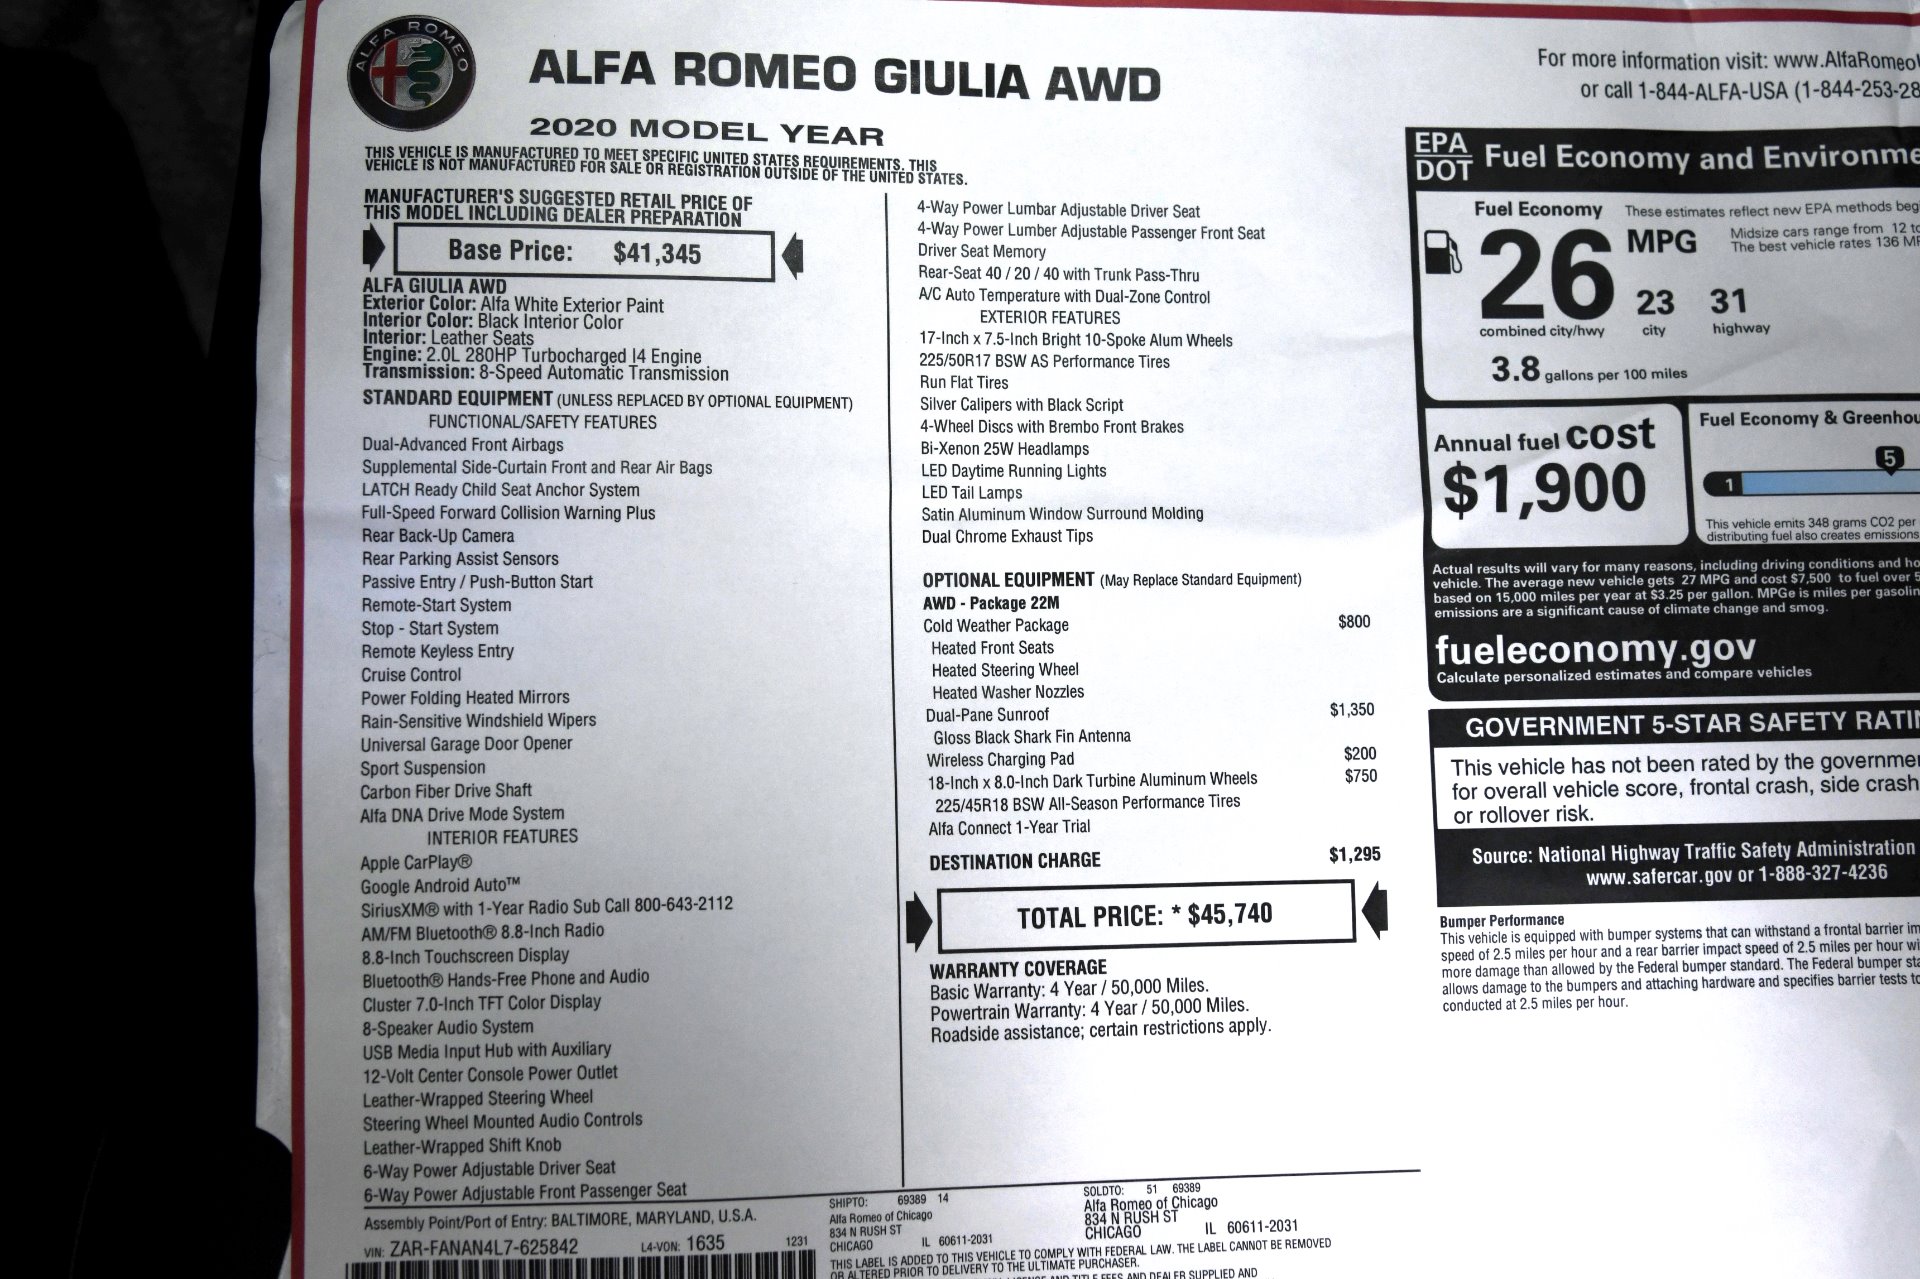 ALFA ROMEO
ALFA ROMEO GIULIA AWD
2020 MODEL YEAR
THIS VEHICLE IS MANUFACTURED TO MEET SPECIFIC UNITED STATES REQUIREMENTS. THIS
VEHICLE IS NOT MANUFACTURED FOR SALE OR REGISTRATION OUTSIDE OF THE UNITED STATES.
MANUFACTURER'S SUGGESTED RETAIL PRICE OF
THIS MODEL INCLUDING DEALER PREPARATION
Base Price: $41,345
ALFA GIULIA AWD
Exterior Color: Alfa White Exterior Paint
Interior Color: Black Interior Color
Interior: Leather Seats
Engine: 2.0L 280HP Turbocharged I4 Engine
Transmission: 8-Speed Automatic Transmission
STANDARD EQUIPMENT (UNLESS REPLACED BY OPTIONAL EQUIPMENT)
FUNCTIONAL/SAFETY FEATURES
Dual-Advanced Front Airbags
Supplemental Side-Curtain Front and Rear Air Bags
LATCH Ready Child Seat Anchor System
Full-Speed Forward Collision Warning Plus
Rear Back-Up Camera
Rear Parking Assist Sensors
Passive Entry / Push-Button Start
Remote-Start System
Stop - Start System
Remote Keyless Entry
Cruise Control
Power Folding Heated Mirrors
Rain-Sensitive Windshield Wipers
Universal Garage Door Opener
Sport Suspension
Carbon Fiber Drive Shaft
Alfa DNA Drive Mode System
INTERIOR FEATURES
Apple CarPlay®
Google Android Auto™
SiriusXM® with 1-Year Radio Sub Call 800-643-2112
AM/FM Bluetooth® 8.8-Inch Radio
8.8-Inch Touchscreen Display
Bluetooth® Hands-Free Phone and Audio
Cluster 7.0-Inch TFT Color Display
8-Speaker Audio System
USB Media Input Hub with Auxiliary
12-Volt Center Console Power Outlet
Leather-Wrapped Steering Wheel
Steering Wheel Mounted Audio Controls
Leather-Wrapped Shift Knob
6-Way Power Adjustable Driver Seat
6-Way Power Adjustable Front Passenger Seat
4-Way Power Lumbar Adjustable Driver Seat
4-Way Power Lumber Adjustable Passenger Front Seat
Driver Seat Memory
Rear-Seat 40 / 20 / 40 with Trunk Pass-Thru
A/C Auto Temperature with Dual-Zone Control
EXTERIOR FEATURES
17-Inch x 7.5-Inch Bright 10-Spoke Alum Wheels
225/50R17 BSW AS Performance Tires
Run Flat Tires
Silver Calipers with Black Script
4-Wheel Discs with Brembo Front Brakes
Bi-Xenon 25W Headlamps
LED Daytime Running Lights
LED Tail Lamps
Satin Aluminum Window Surround Molding
Dual Chrome Exhaust Tips
OPTIONAL EQUIPMENT (May Replace Standard Equipment)
AWD - Package 22M
Cold Weather Package $800
Heated Front Seats
Heated Steering Wheel
Heated Washer Nozzles
Dual-Pane Sunroof $1,350
Gloss Black Shark Fin Antenna
Wireless Charging Pad $200
18-Inch x 8.0-Inch Dark Turbine Aluminum Wheels $750
225/45R18 BSW All-Season Performance Tires
Alfa Connect 1-Year Trial
DESTINATION CHARGE $1,295
TOTAL PRICE: * $45,740
WARRANTY COVERAGE
Basic Warranty: 4 Year / 50,000 Miles.
Powertrain Warranty: 4 Year / 50,000 Miles.
Roadside assistance; certain restrictions apply.
Assembly Point/Port of Entry: BALTIMORE, MARYLAND, U.S.A.
VIN: ZAR-FANAN4L7-625842 L4-VON: 1635 1231
SHIPTO: 69389 14
Alfa Romeo of Chicago
834 N RUSH ST
CHICAGO IL 60611-2031
SOLDTO: 51 69389
Alfa Romeo of Chicago
834 N RUSH ST
CHICAGO IL 60611-2031
THIS LABEL IS ADDED TO THIS VEHICLE TO COMPLY WITH FEDERAL LAW. THE LABEL CANNOT BE REMOVED
OR ALTERED PRIOR TO DELIVERY TO THE ULTIMATE PURCHASER.
TITLE FEES AND DEALER SUPPLIED AND
For more information visit: www.AlfaRomeo
or call 1-844-ALFA-USA (1-844-253-28
EPA
DOT Fuel Economy and Environme
Fuel Economy These estimates reflect new EPA methods beg
26 MPG
Midsize cars range from 12 to
The best vehicle rates 136 MP
23 31
combined city/hwy city highway
3.8 gallons per 100 miles
Annual fuel cost
$1,900
Fuel Economy & Greenhou
5
1
This vehicle emits 348 grams CO2 per
distributing fuel also creates emissions
Actual results will vary for many reasons, including driving conditions and ho
vehicle. The average new vehicle gets 27 MPG and cost $7,500 to fuel over 5
based on 15,000 miles per year at $3.25 per gallon. MPGe is miles per gasolin
emissions are a significant cause of climate change and smog.
fueleconomy.gov
Calculate personalized estimates and compare vehicles
GOVERNMENT 5-STAR SAFETY RATIN
This vehicle has not been rated by the governme
for overall vehicle score, frontal crash, side crash
or rollover risk.
Source: National Highway Traffic Safety Administration
www.safercar.gov or 1-888-327-4236
Bumper Performance
This vehicle is equipped with bumper systems that can withstand a frontal barrier im
speed of 2.5 miles per hour and a rear barrier impact speed of 2.5 miles per hour wi
more damage than allowed by the Federal bumper standard. The Federal bumper sta
allows damage to the bumpers and attaching hardware and specifies barrier tests to
conducted at 2.5 miles per hour.